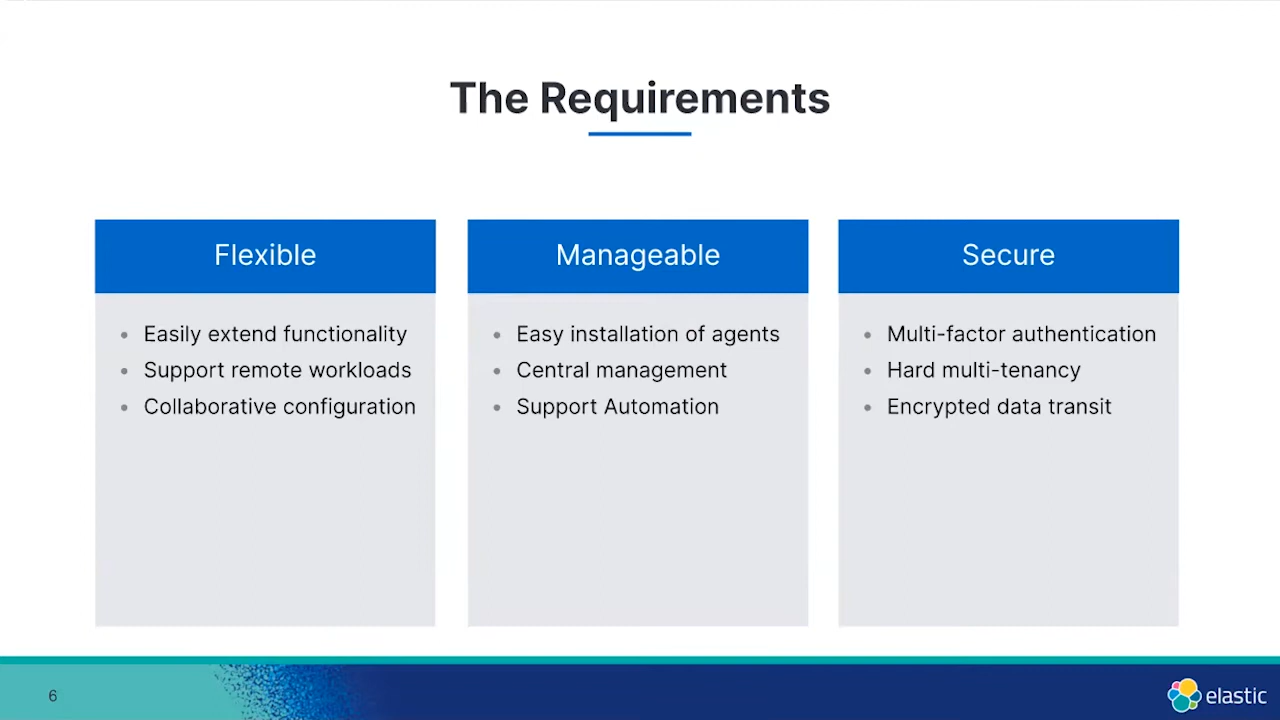 The Requirements
Flexible
Easily extend functionality
Support remote workloads
Collaborative configuration
Manageable
Easy installation of agents
Central management
Support Automation
Secure
Multi-factor authentication
Hard multi-tenancy
Encrypted data transit
6
elastic